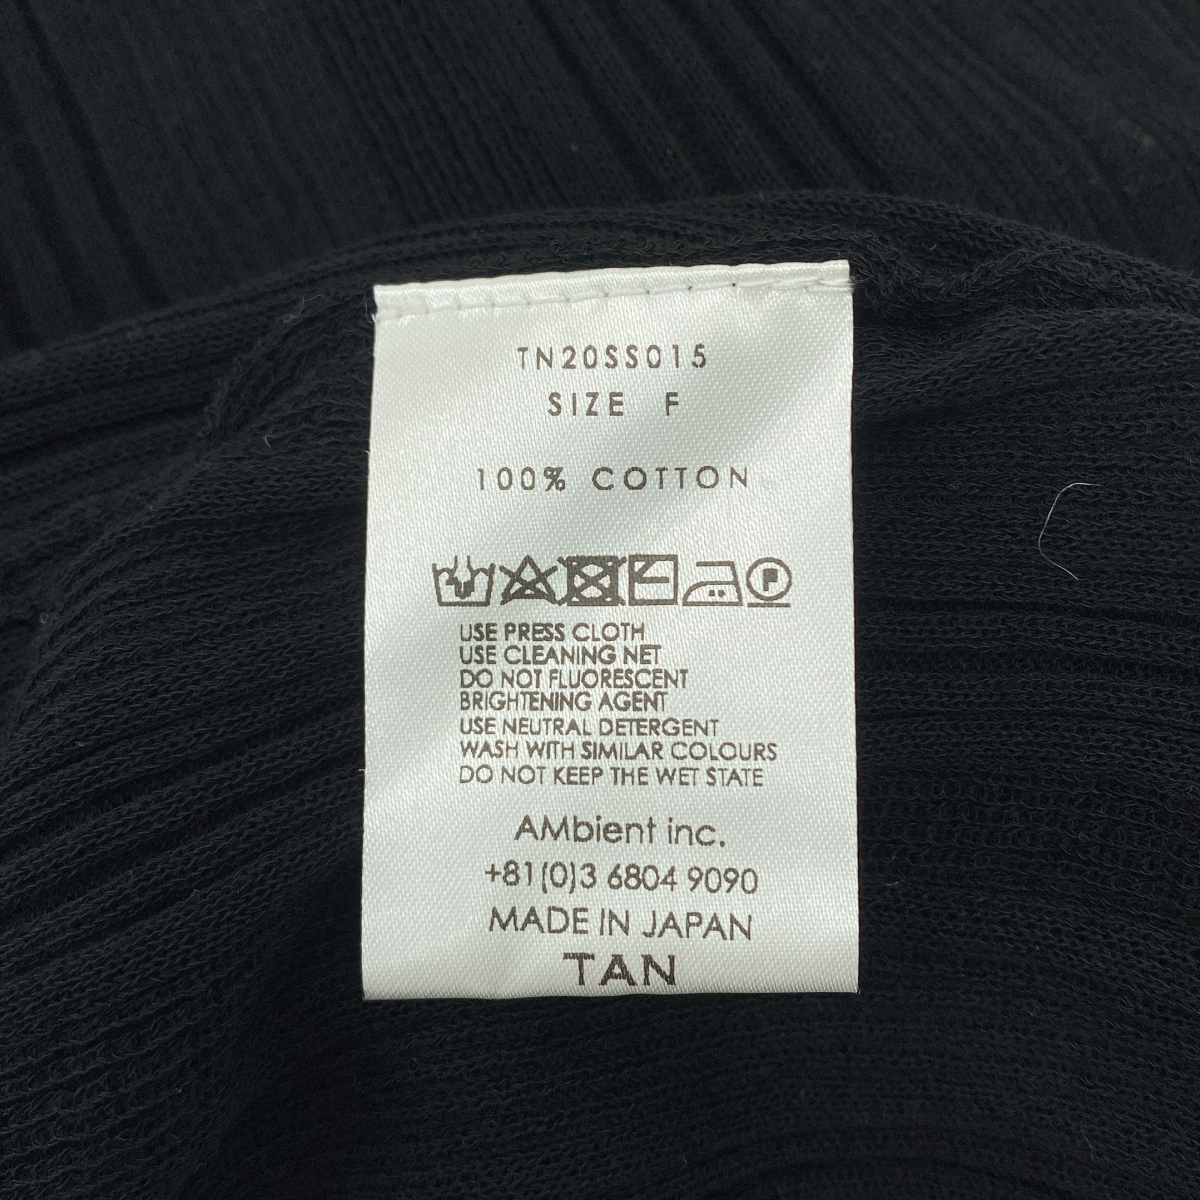 TN20SS015
SIZE F
100% COTTON
P
USE PRESS CLOTH
USE CLEANING NET
DO NOT FLUORESCENT
BRIGHTENING AGENT
USE NEUTRAL DETERGENT
WASH WITH SIMILAR COLOURS
DO NOT KEEP THE WET STATE
AMbient inc.
+81(0)3 6804 9090
MADE IN JAPAN
TAN